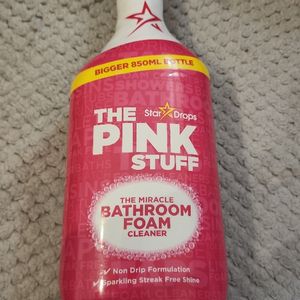 BIGGER 850ML BOTTLE
Star Drops
THE
PINK
STUFF
THE MIRACLE
BATHROOM
FOAM
CLEANER
Non Drip Formulation
Sparkling Streak Free Shine